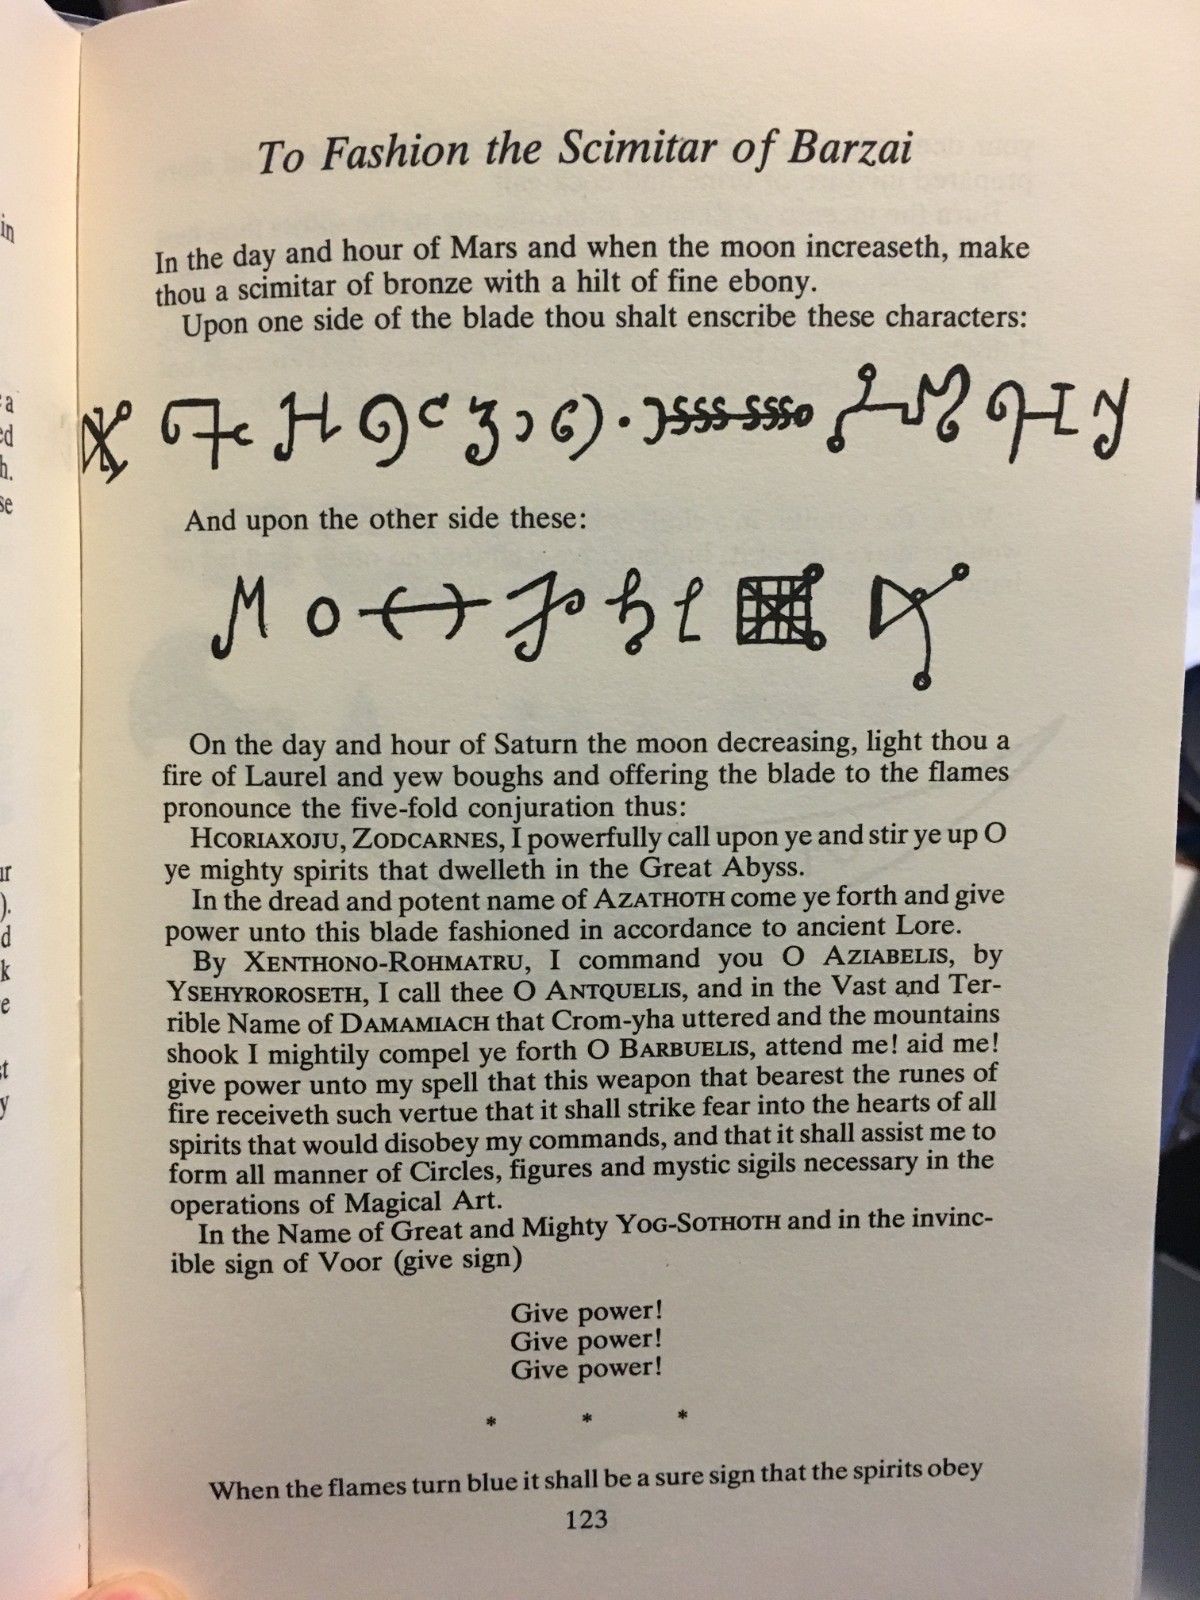 To Fashion the Scimitar of Barzai
In the day and hour of Mars and when the moon increaseth, make
thou a scimitar of bronze with a hilt of fine ebony.
Upon one side of the blade thou shalt enscribe these characters:
And upon the other side these:
On the day and hour of Saturn the moon decreasing, light thou a
fire of Laurel and yew boughs and offering the blade to the flames
pronounce the five-fold conjuration thus:
HCORIAXOJU, ZODCARNES, I powerfully call upon ye and stir ye up O
ye mighty spirits that dwelleth in the Great Abyss.
In the dread and potent name of AZATHOTH come ye forth and give
power unto this blade fashioned in accordance to ancient Lore.
By XENTHONO-ROHMATRU, I command you O AZIABELIS, by
YSEHYROROSETH, I call thee O ANTQUELIS, and in the Vast and Ter-
rible Name of DAMAMIACH that Crom-yha uttered and the mountains
shook I mightily compel ye forth O BARBUELIS, attend me! aid me!
give power unto my spell that this weapon that bearest the runes of
fire receiveth such vertue that it shall strike fear into the hearts of all
spirits that would disobey my commands, and that it shall assist me to
form all manner of Circles, figures and mystic sigils necessary in the
operations of Magical Art.
In the Name of Great and Mighty YOG-SOTHOTH and in the invinc-
ible sign of Voor (give sign)
Give power!
Give power!
Give power!
* * *
When the flames turn blue it shall be a sure sign that the spirits obey
123